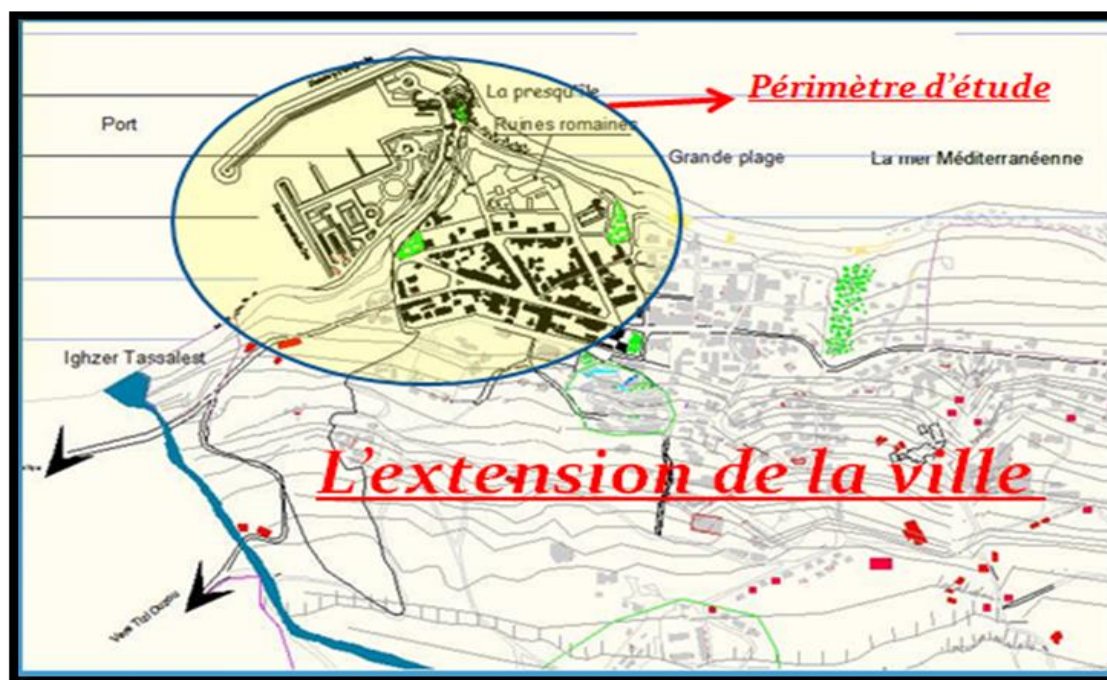 La presqu'île
Périmètre d'étude
Port
Ruines romaines
Grande plage
La mer Méditerranéenne
Ighzer Tassalest
L'extension de la ville
Vers Tizi Ouzou